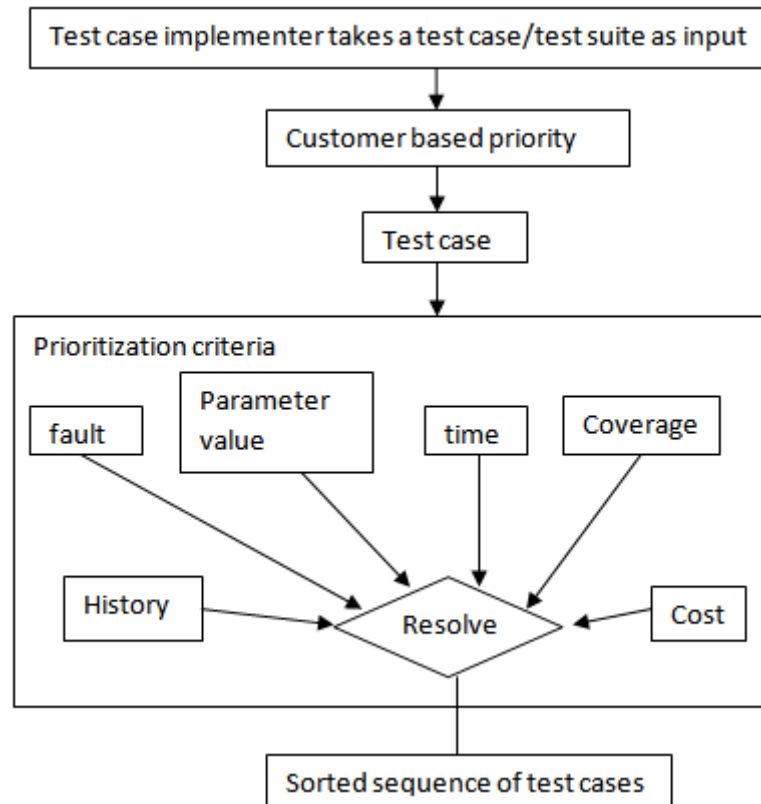 Test case implementer takes a test case/test suite as input
Customer based priority
Test case
Prioritization criteria
fault
Parameter
value
time
Coverage
History
Resolve
Cost
Sorted sequence of test cases